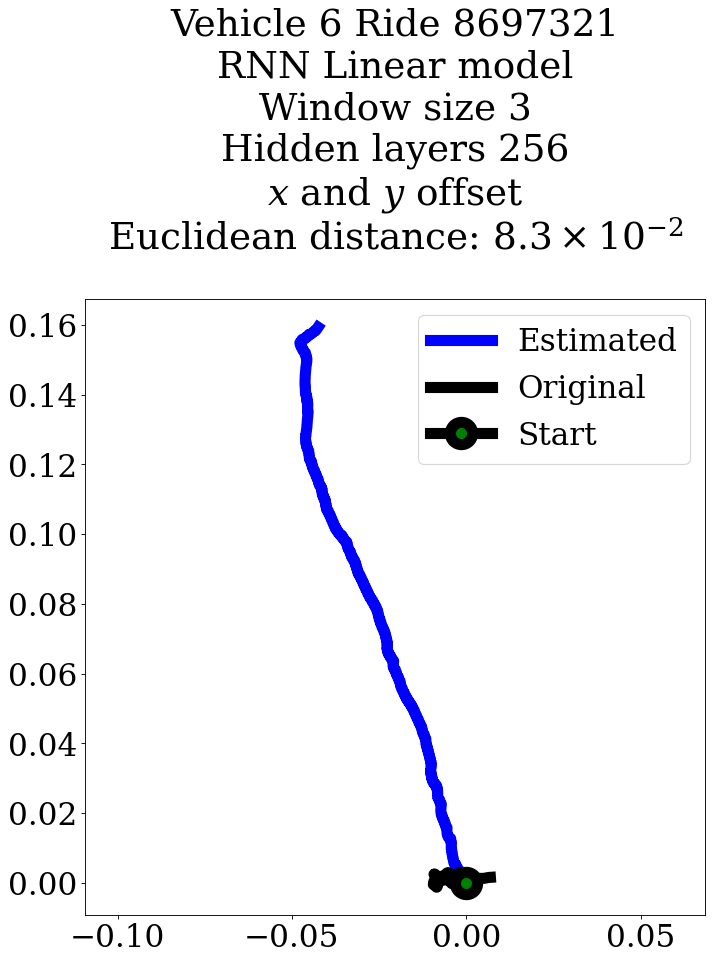 Vehicle 6 Ride 8697321
RNN Linear model
Window size 3
Hidden layers 256
x and y offset
Euclidean distance: 8.3 × 10⁻²
Estimated
Original
Start
0.16
0.14
0.12
0.10
0.08
0.06
0.04
0.02
0.00
−0.10 −0.05 0.00 0.05